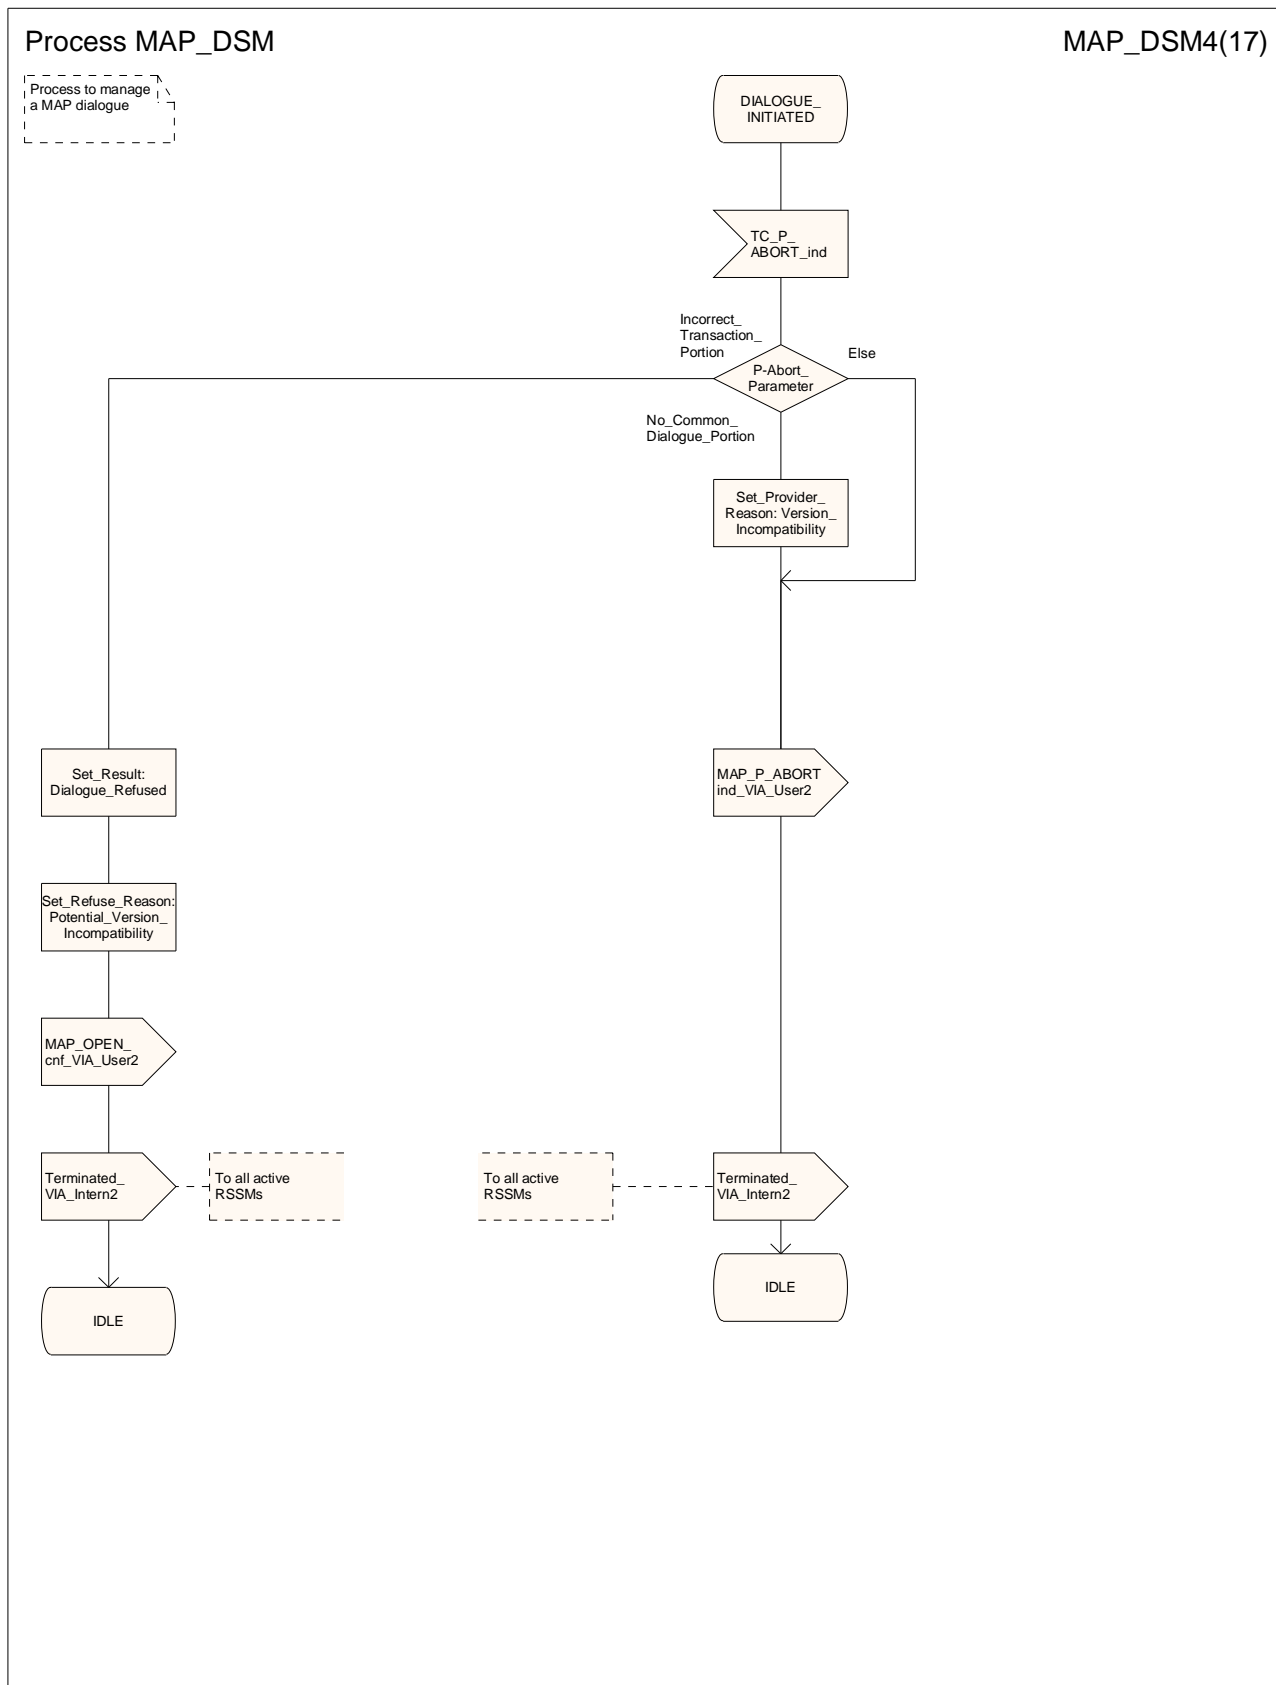 Process MAP_DSM
MAP_DSM4(17)
Process to manage
a MAP dialogue
DIALOGUE_
INITIATED
TC_P_
ABORT_ind
Incorrect_
Transaction_
Portion
Else
P-Abort_
Parameter
No_Common_
Dialogue_Portion
Set_Provider_
Reason: Version_
Incompatibility
Set_Result:
Dialogue_Refused
MAP_P_ABORT
ind_VIA_User2
Set_Refuse_Reason:
Potential_Version_
Incompatibility
MAP_OPEN_
cnf_VIA_User2
Terminated_
VIA_Intern2
To all active
RSSMs
To all active
RSSMs
Terminated_
VIA_Intern2
IDLE
IDLE